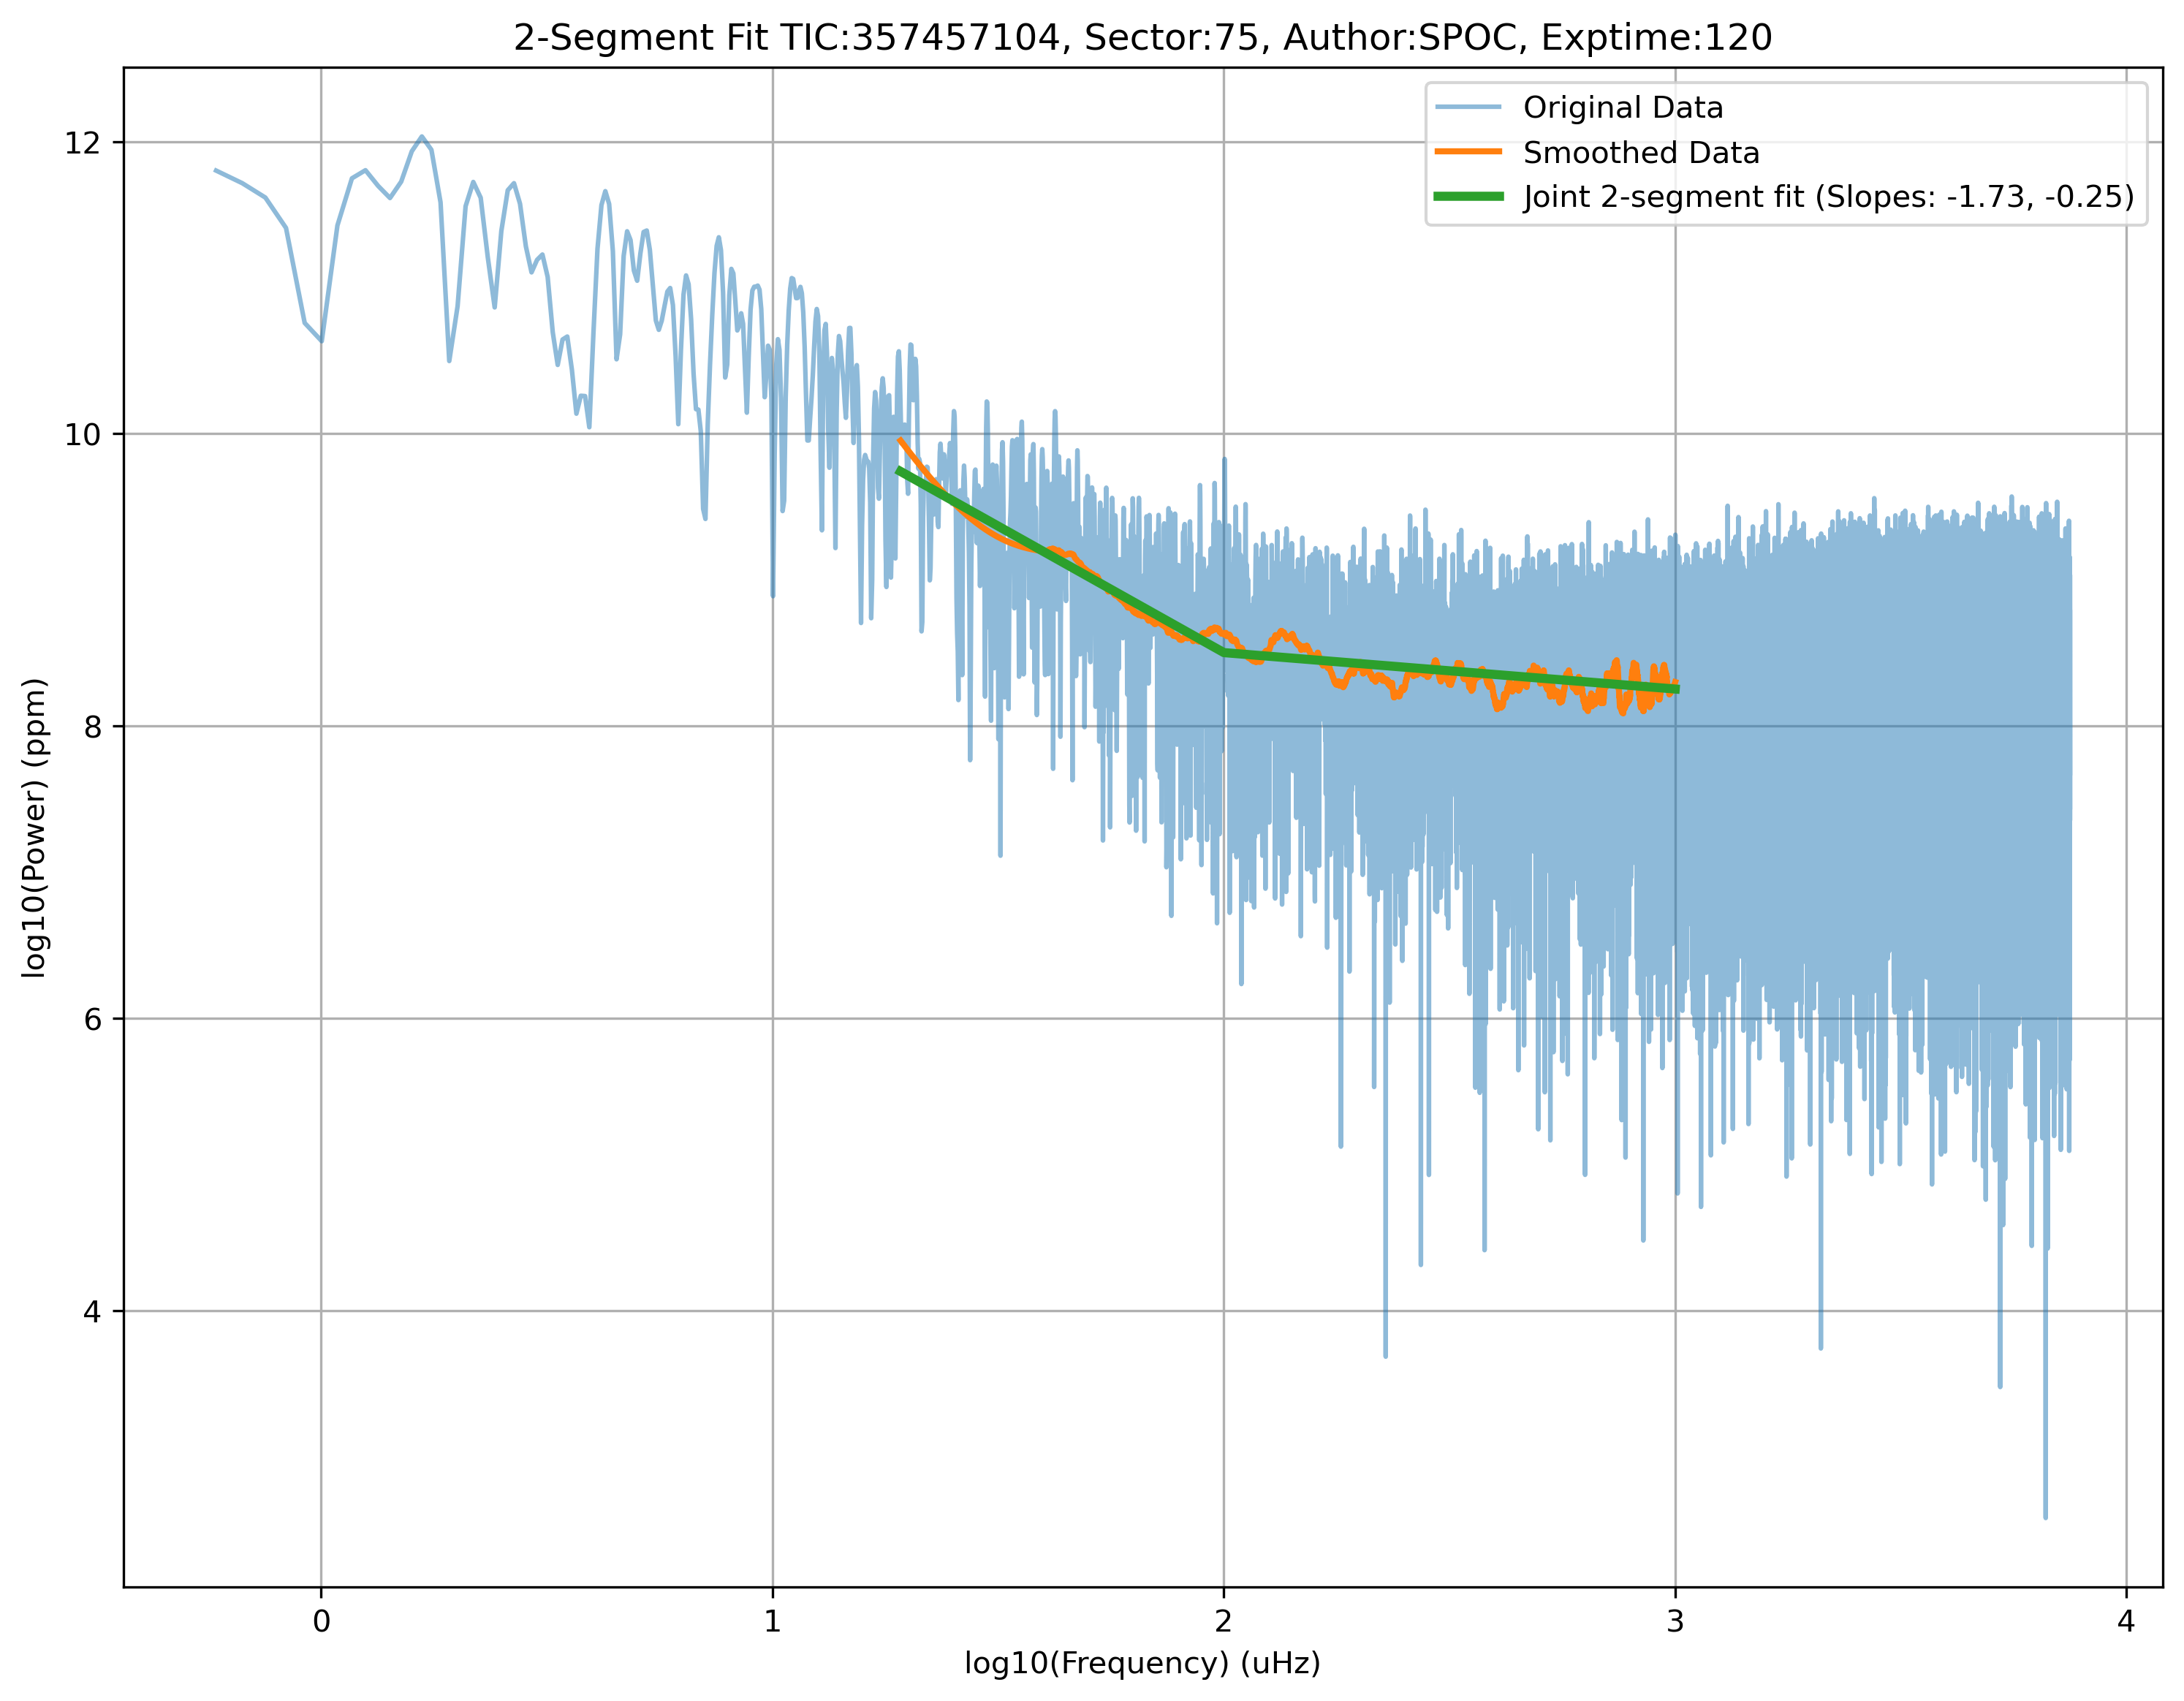 2-Segment Fit TIC:357457104, Sector:75, Author:SPOC, Exptime:120
Original Data
Smoothed Data
Joint 2-segment fit (Slopes: -1.73, -0.25)
log10(Power) (ppm)
12
10
8
6
4
0 1 2 3 4
log10(Frequency) (uHz)